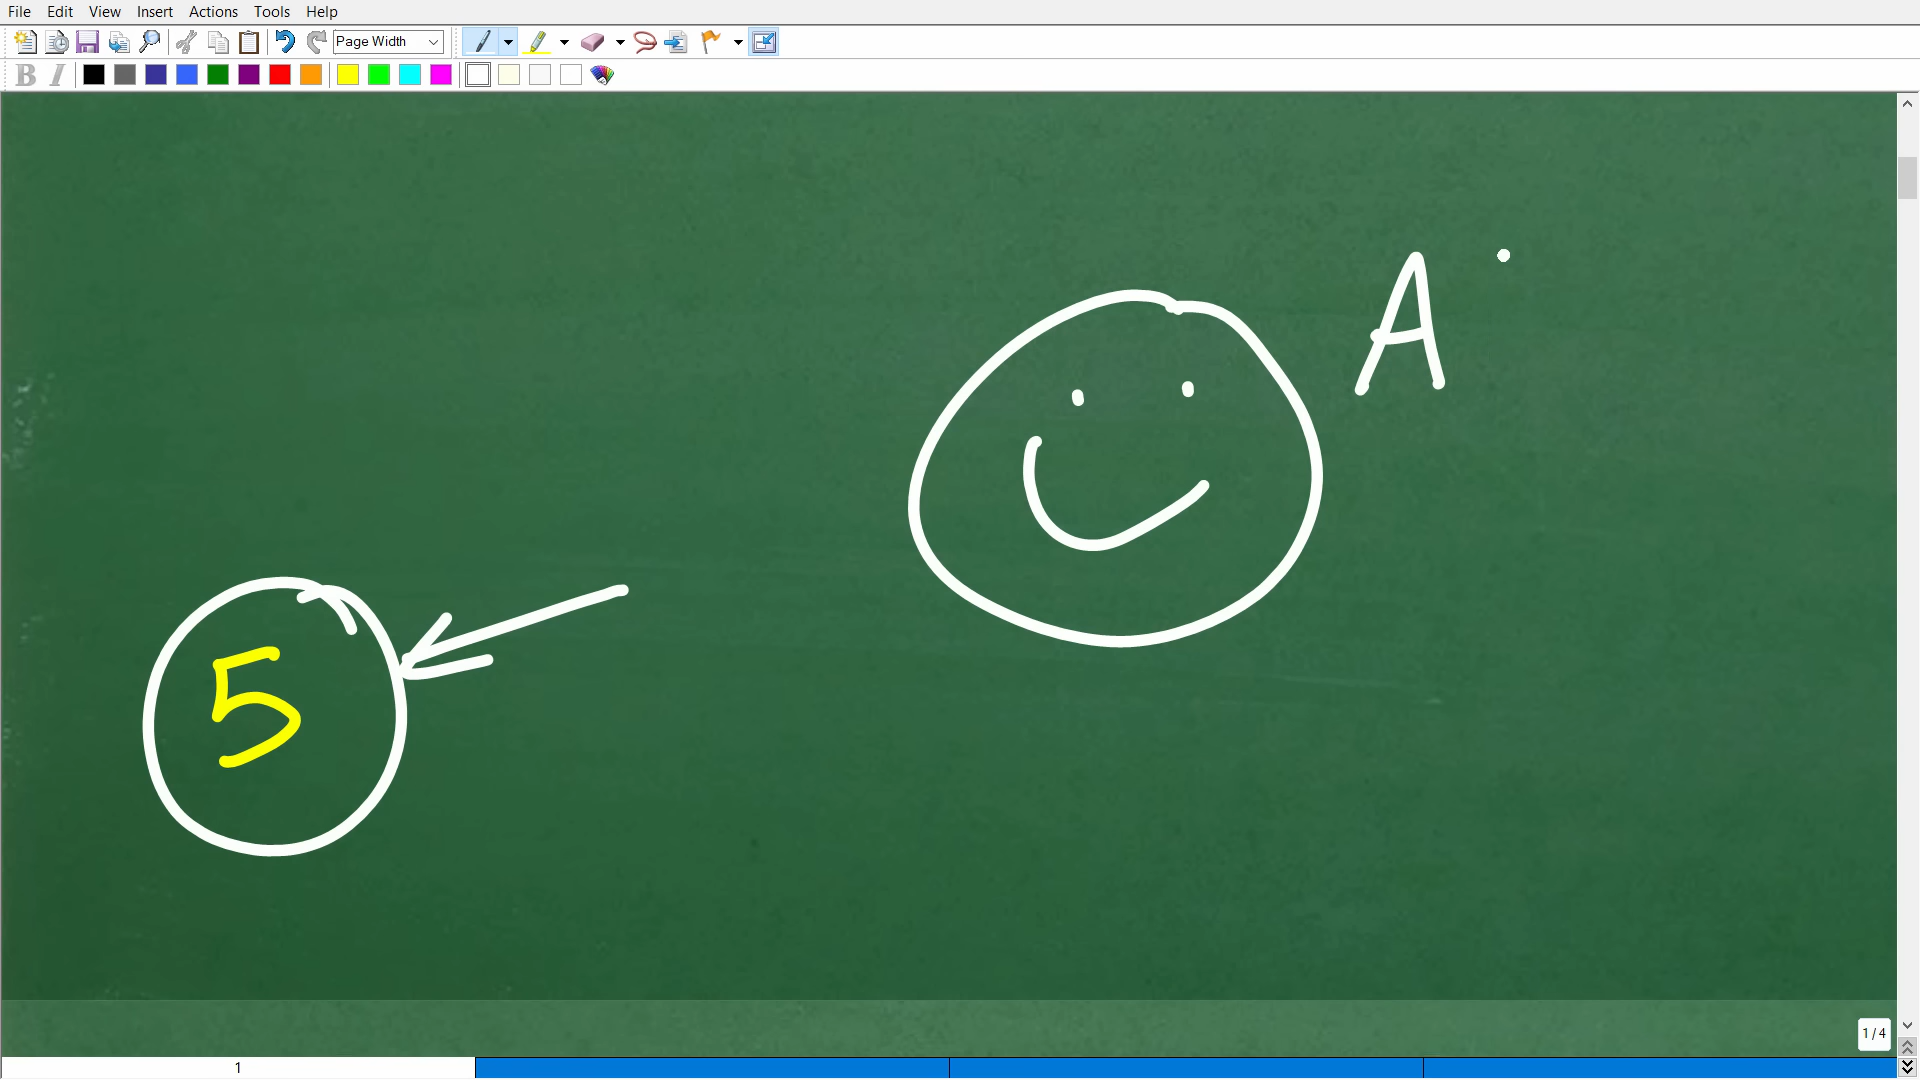 File Edit View Insert Actions Tools Help
Page Width
B I
A
5
1 / 4
1